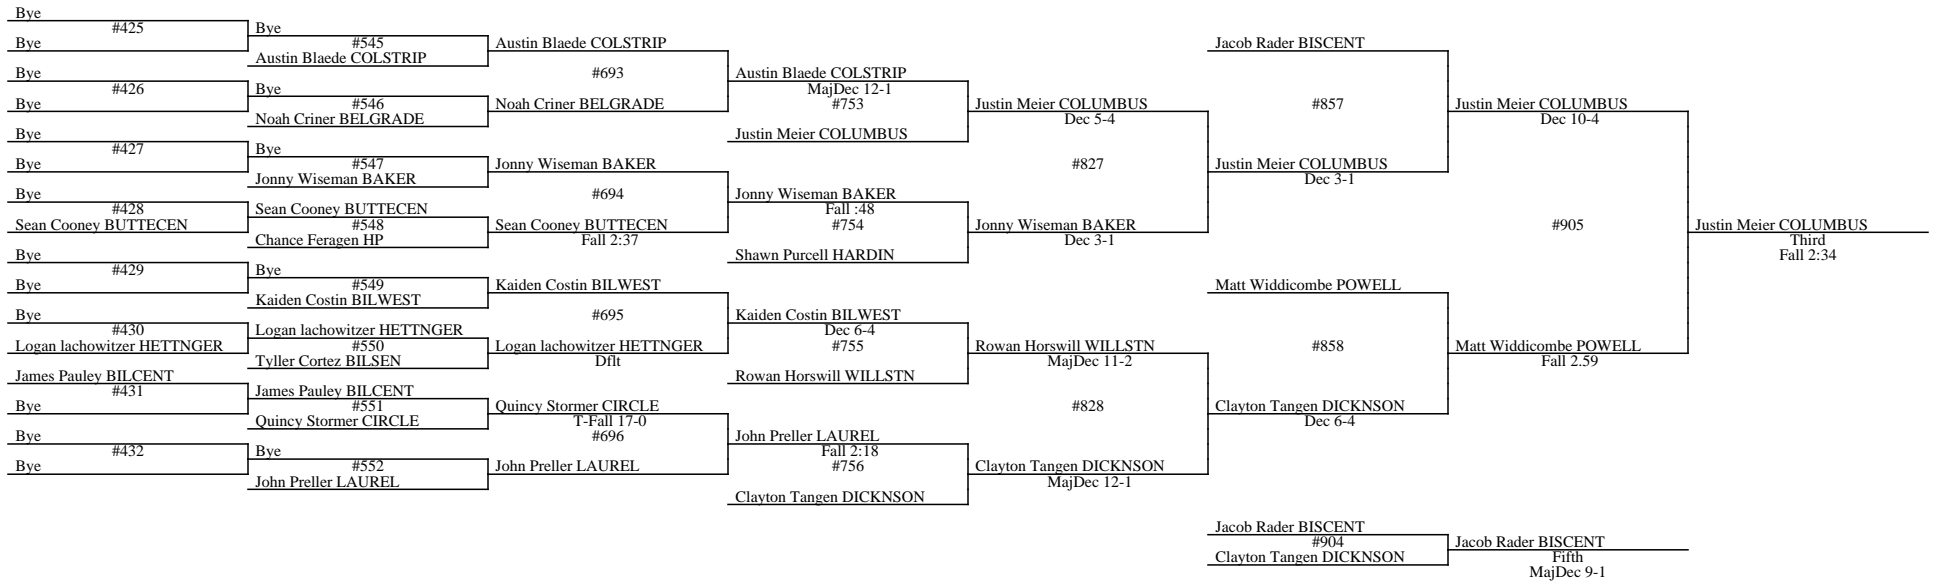 Bye
#425
Bye
Bye
#426
Bye
Bye
#427
Bye
Bye
#428
Sean Cooney BUTTECEN
Bye
#429
Bye
Bye
#430
Logan lachowitzer HETTNGER
James Pauley BILCENT
#431
Bye
Bye
#432
Bye
Bye
#545
Austin Blaede COLSTRIP
Bye
#546
Noah Criner BELGRADE
Bye
#547
Jonny Wiseman BAKER
Sean Cooney BUTTECEN
#548
Chance Feragen HP
Bye
#549
Kaiden Costin BILWEST
Logan lachowitzer HETTNGER
#550
Tyller Cortez BILSEN
James Pauley BILCENT
#551
Quincy Stormer CIRCLE
Bye
#552
John Preller LAUREL
Austin Blaede COLSTRIP
#693
Noah Criner BELGRADE
Jonny Wiseman BAKER
#694
Sean Cooney BUTTECEN
Fall 2:37
Kaiden Costin BILWEST
#695
Logan lachowitzer HETTNGER
Dflt
Quincy Stormer CIRCLE
T-Fall 17-0
#696
John Preller LAUREL
Austin Blaede COLSTRIP
MajDec 12-1
#753
Justin Meier COLUMBUS
Jonny Wiseman BAKER
Fall :48
#754
Shawn Purcell HARDIN
Kaiden Costin BILWEST
Dec 6-4
#755
Rowan Horswill WILLSTN
John Preller LAUREL
Fall 2:18
#756
Clayton Tangen DICKNSON
Justin Meier COLUMBUS
Dec 5-4
#827
Jonny Wiseman BAKER
Dec 3-1
Rowan Horswill WILLSTN
MajDec 11-2
#828
Clayton Tangen DICKNSON
MajDec 12-1
Jacob Rader BISCENT
#857
Justin Meier COLUMBUS
Dec 3-1
Matt Widdicombe POWELL
#858
Clayton Tangen DICKNSON
Dec 6-4
Justin Meier COLUMBUS
Dec 10-4
#905
Matt Widdicombe POWELL
Fall 2.59
Justin Meier COLUMBUS
Third
Fall 2:34
Jacob Rader BISCENT
#904
Clayton Tangen DICKNSON
Jacob Rader BISCENT
Fifth
MajDec 9-1